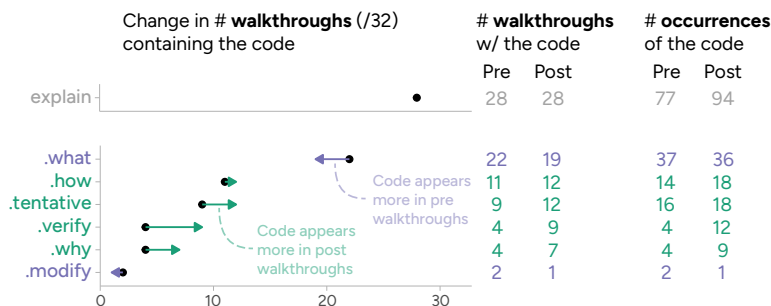 Change in # walkthroughs (/32)
containing the code
# walkthroughs
w/ the code
# occurrences
of the code
Pre Post Pre Post
explain 28 28 77 94
.what 22 19 37 36
.how 11 12 14 18
.tentative 9 12 16 18
.verify 4 9 4 12
.why 4 7 4 9
.modify 2 1 2 1
Code appears
more in pre
walkthroughs
Code appears
more in post
walkthroughs
0 10 20 30